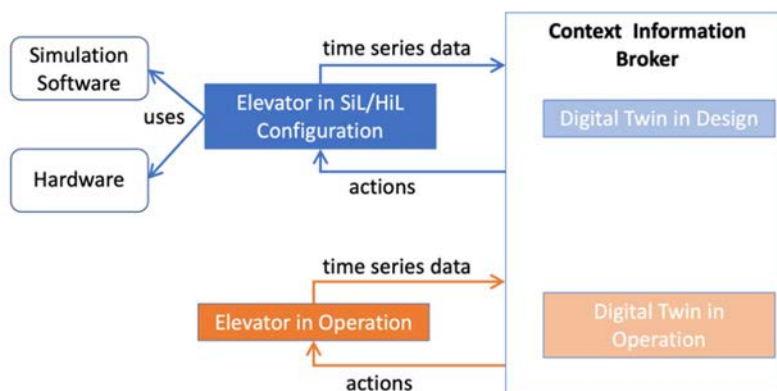 Simulation
Software
uses
Hardware
time series data
Elevator in SiL/HiL
Configuration
actions
Context Information
Broker
Digital Twin in Design
time series data
Elevator in Operation
actions
Digital Twin in
Operation